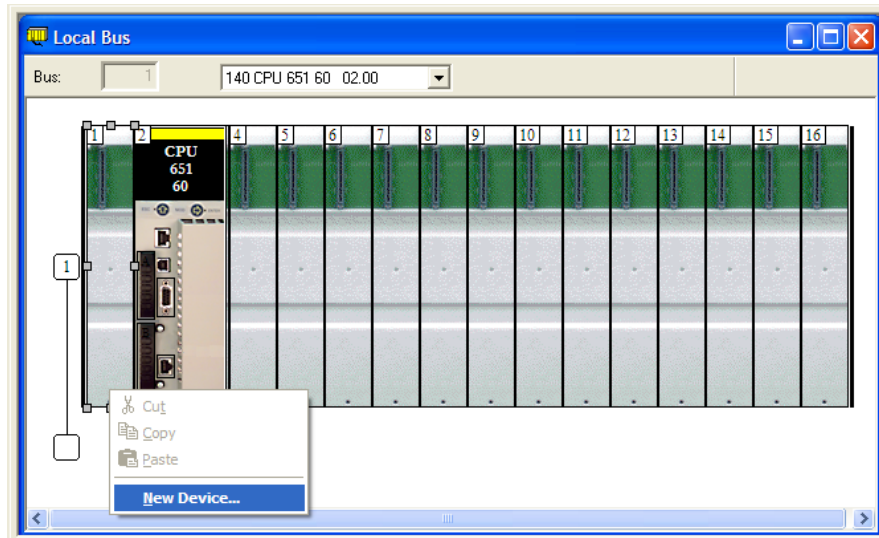 Local Bus
Bus: 1 140 CPU 651 60 02.00
1 2 4 5 6 7 8 9 10 11 12 13 14 15 16
CPU
651
60
1
A
B
Cut
Copy
Paste
New Device...